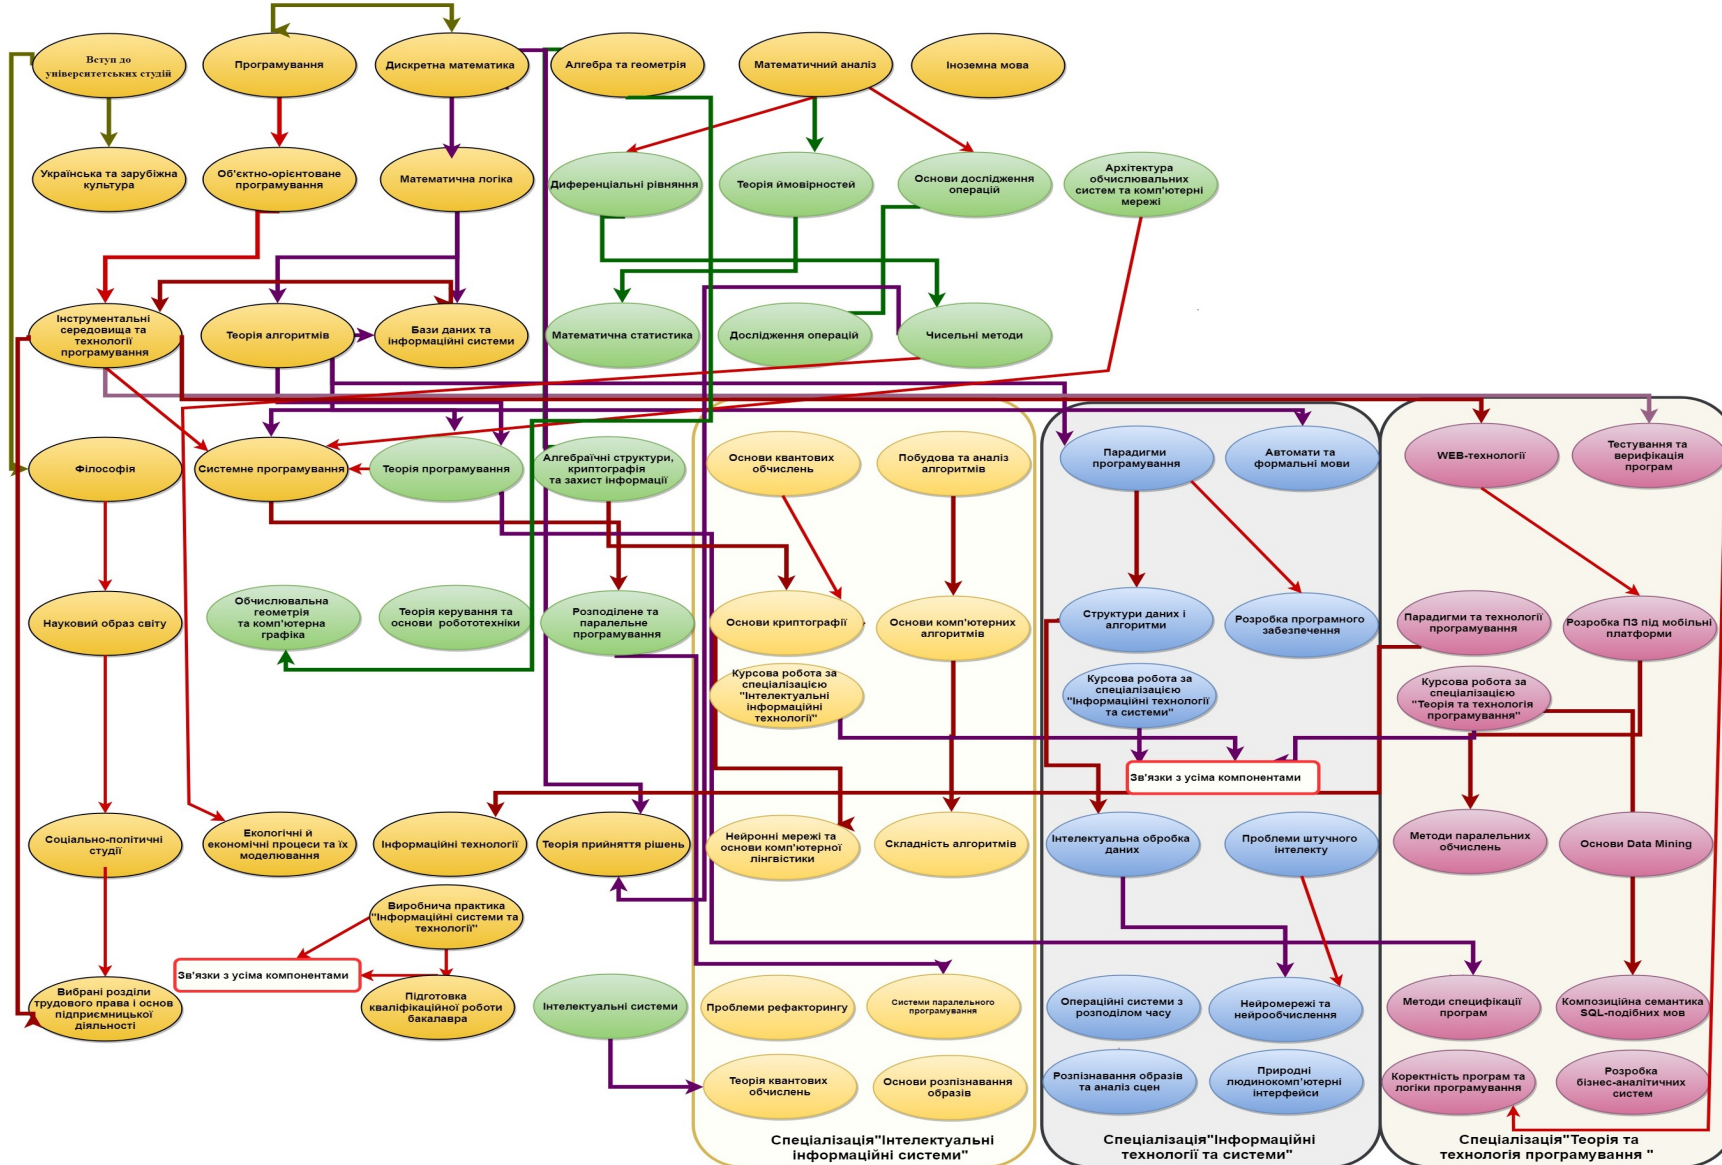 Вступ до
університетських студій
Програмування
Дискретна математика
Алгебра та геометрія
Математичний аналіз
Іноземна мова
Українська та зарубіжна
культура
Об'єктно-орієнтоване
програмування
Математична логіка
Диференціальні рівняння
Теорія ймовірностей
Основи дослідження
операцій
Архітектура
обчислювальних
систем та комп'ютерні
мережі
Інструментальні
середовища та
технології
програмування
Теорія алгоритмів
Бази даних та
інформаційні системи
Математична статистика
Дослідження операцій
Чисельні методи
Філософія
Системне програмування
Теорія програмування
Алгебраїчні структури,
криптографія
та захист інформації
Основи квантових
обчислень
Побудова та аналіз
алгоритмів
Парадигми
програмування
Автомати та
формальні мови
WEB-технології
Тестування та
верифікація
програм
Науковий образ світу
Обчислювальна
геометрія
та комп'ютерна
графіка
Теорія керування та
основи робототехніки
Розподілене та
паралельне
програмування
Основи криптографії
Основи комп'ютерних
алгоритмів
Структури даних і
алгоритми
Розробка програмного
забезпечення
Парадигми та технології
програмування
Розробка ПЗ під мобільні
платформи
Курсова робота за
спеціалізацією
"Інтелектуальні
інформаційні
технології"
Курсова робота за
спеціалізацією
"Інформаційні технології
та системи"
Курсова робота за
спеціалізацією
"Теорія та технологія
програмування"
Зв'язки з усіма компонентами
Соціально-політичні
студії
Екологічні й
економічні процеси та їх
моделювання
Інформаційні технології
Теорія прийняття рішень
Нейронні мережі та
основи комп'ютерної
лінгвістики
Складність алгоритмів
Інтелектуальна обробка
даних
Проблеми штучного
інтелекту
Методи паралельних
обчислень
Основи Data Mining
Виробнича практика
"Інформаційні системи та
технології"
Зв'язки з усіма компонентами
Вибрані розділи
трудового права і основ
підприємницької
діяльності
Підготовка
кваліфікаційної роботи
бакалавра
Інтелектуальні системи
Проблеми рефакторингу
Системи паралельного
програмування
Операційні системи з
розподілом часу
Нейромережі та
нейрообчислення
Методи специфікації
програм
Композиційна семантика
SQL-подібних мов
Теорія квантових
обчислень
Основи розпізнавання
образів
Розпізнавання образів
та аналіз сцен
Природні
людинокомп'ютерні
інтерфейси
Коректність програм та
логіки програмування
Розробка
бізнес-аналітичних
систем
Спеціалізація"Інтелектуальні
інформаційні системи"
Спеціалізація"Інформаційні
технології та системи"
Спеціалізація"Теорія та
технологія програмування "